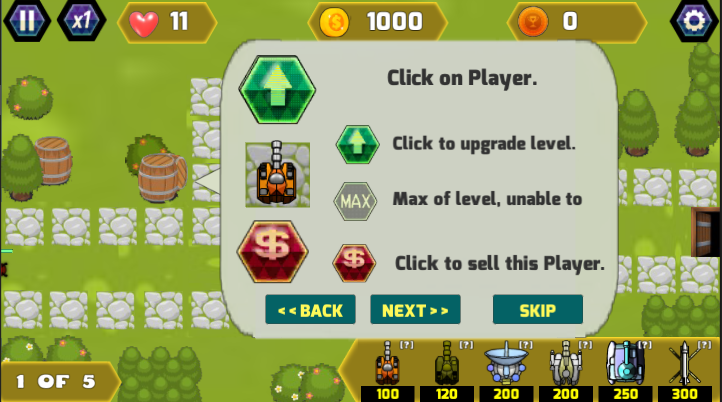 x1
11
1000
0
Click on Player.
Click to upgrade level.
MAX
Max of level, unable to
$
$
Click to sell this Player.
<<BACK
NEXT>>
SKIP
[?] [?] [?] [?] [?] [?]
1 OF 5
100 120 200 200 250 300